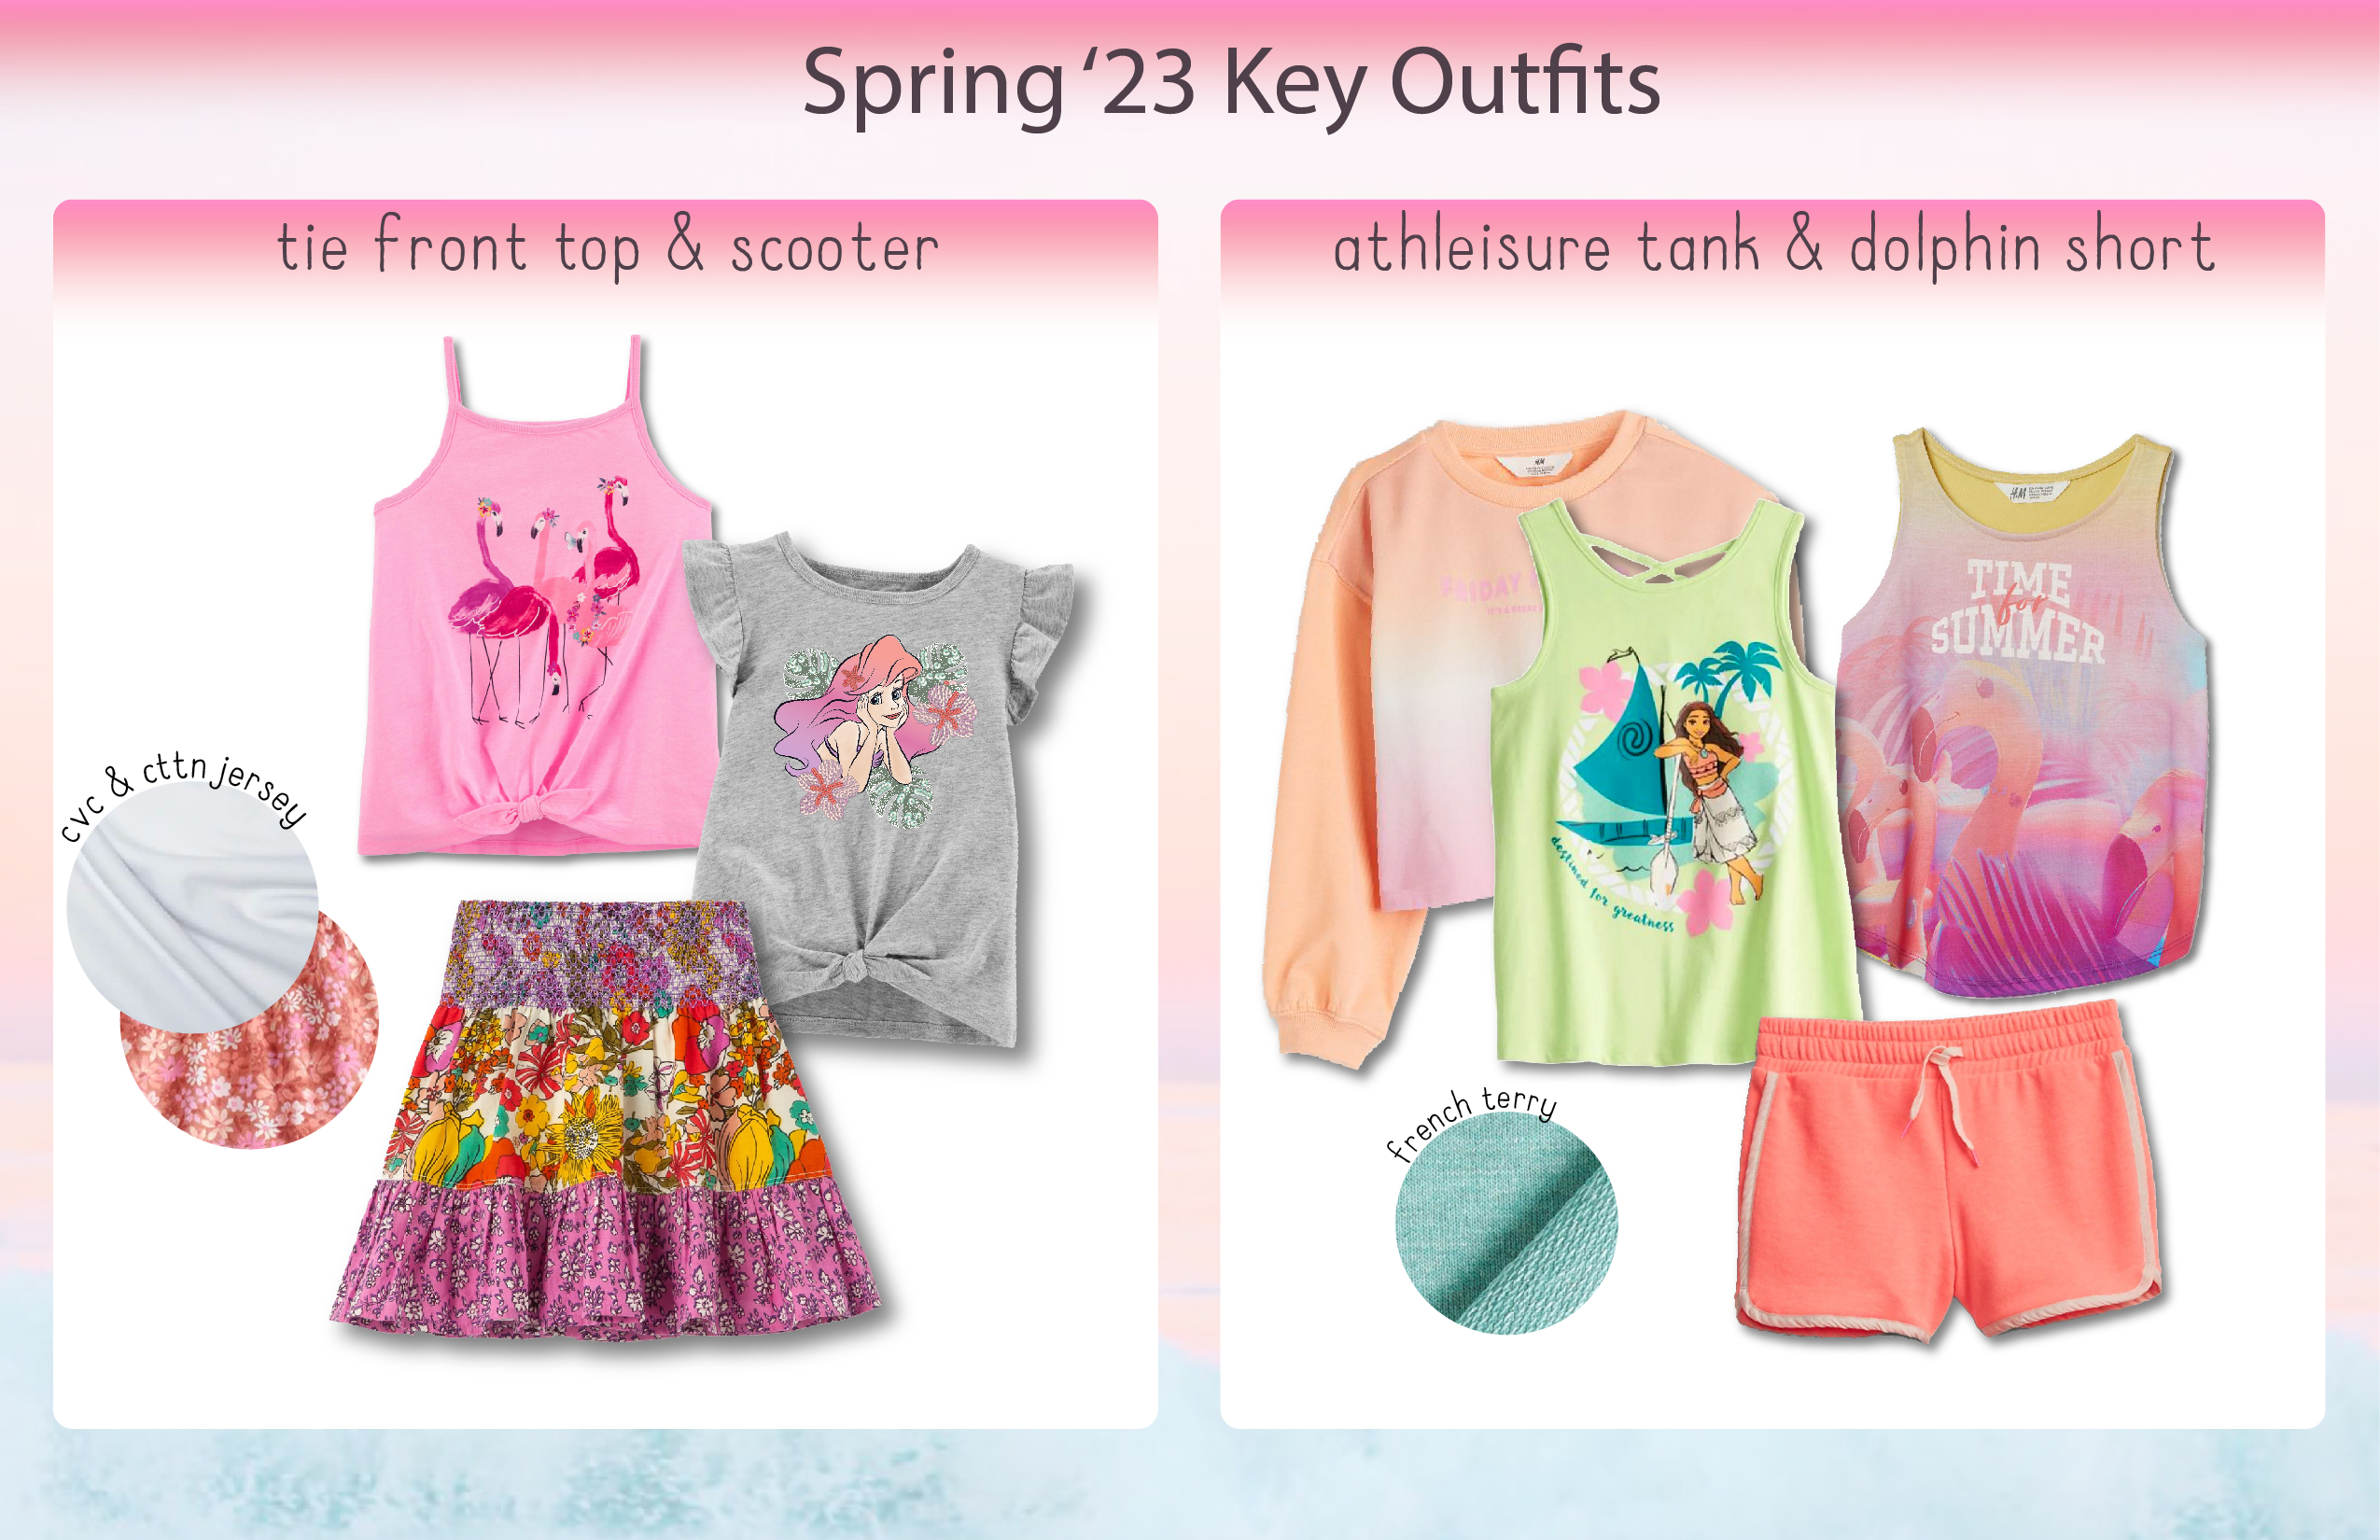 Spring ‘23 Key Outfits
tie front top & scooter
athleisure tank & dolphin short
cvc & cttn jersey
H&M
FRIDAY
H&M
TIME
for
SUMMER
destined for greatness
french terry